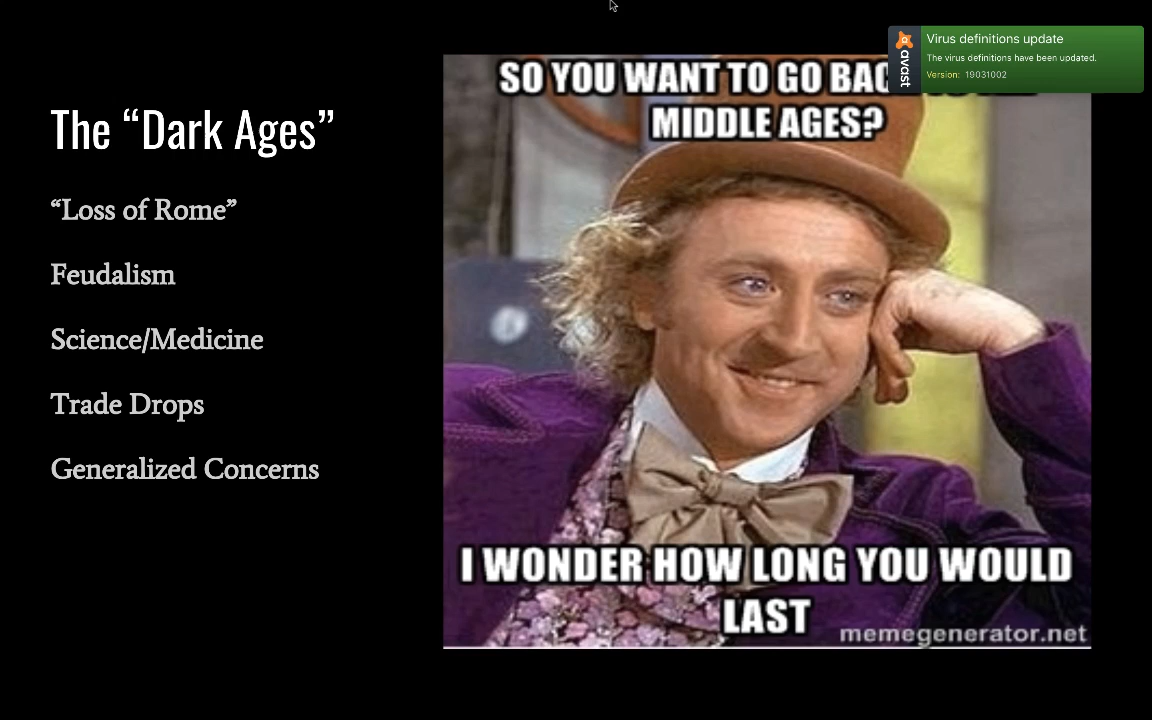 The “Dark Ages”
“Loss of Rome”
Feudalism
Science/Medicine
Trade Drops
Generalized Concerns
SO YOU WANT TO GO
MIDDLE AGES?
I WONDER HOW LONG YOU WOULD
LAST
memegenerator.net
avast
Virus definitions update
The virus definitions have been updated.
Version: 19031002